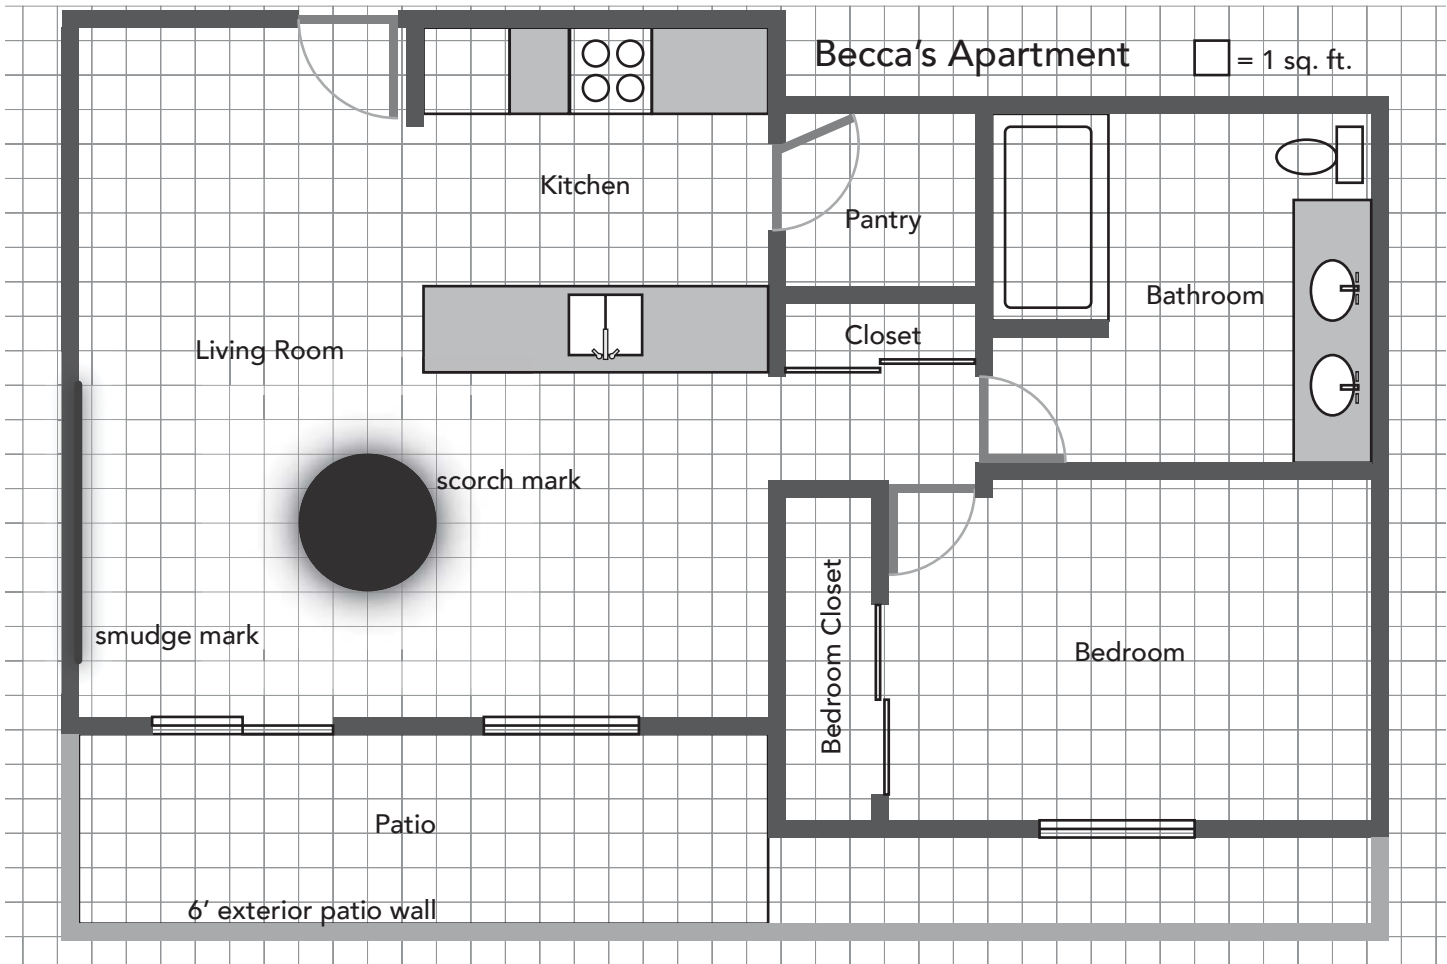 Becca’s Apartment
= 1 sq. ft.
Kitchen
Pantry
Bathroom
Closet
Living Room
scorch mark
smudge mark
Bedroom Closet
Bedroom
Patio
6’ exterior patio wall